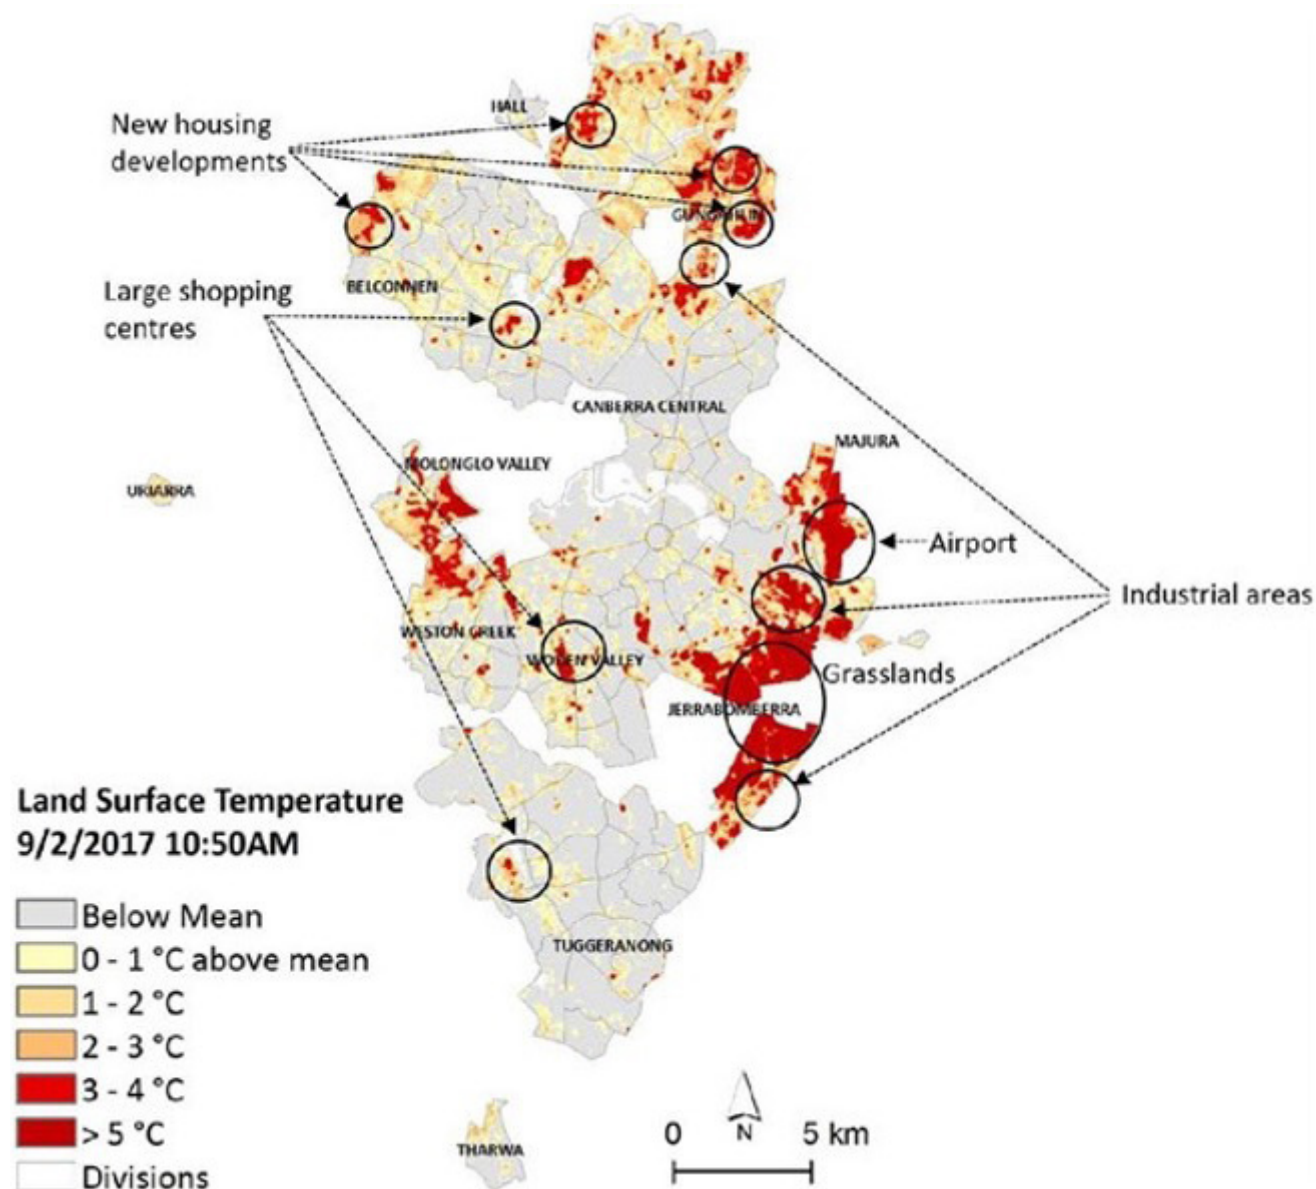 HALL
New housing
developments
GUNGAHLIN
BELCONNEN
Large shopping
centres
CANBERRA CENTRAL
MAJURA
MOLONGLO VALLEY
URIARRA
Airport
Industrial areas
WESTON CREEK
WODEN VALLEY
Grasslands
JERRABOMBERRA
Land Surface Temperature
9/2/2017 10:50AM
Below Mean
0 - 1 °C above mean
1 - 2 °C
2 - 3 °C
3 - 4 °C
> 5 °C
Divisions
TUGGERANONG
THARWA
0 N 5 km